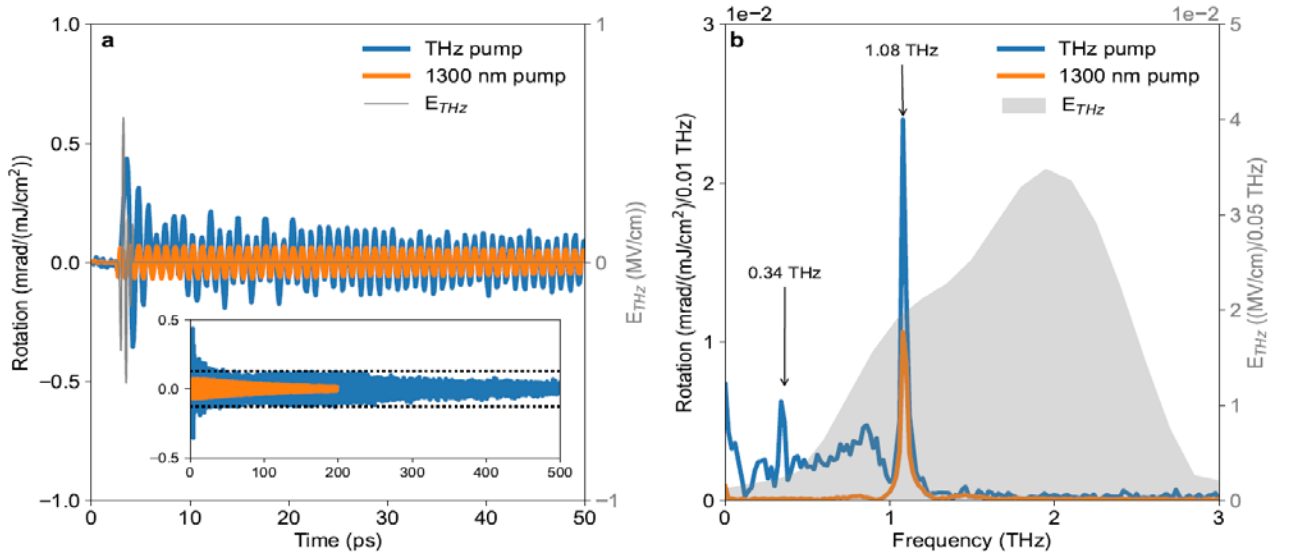 a
THz pump
1300 nm pump
E_THz
1.0
0.5
0.0
−0.5
−1.0
Rotation (mrad/(mJ/cm²))
1
0
−1
E_THz (MV/cm))
0.5
0.0
−0.5
0 100 200 300 400 500
0 10 20 30 40 50
Time (ps)
1e−2
1e−2
b
1.08 THz
THz pump
1300 nm pump
E_THz
0.34 THz
3
2
1
0
Rotation (mrad/(mJ/cm²)/0.01 THz)
5
4
3
2
1
0
E_THz ((MV/cm)/0.05 THz)
0 1 2 3
Frequency (THz)